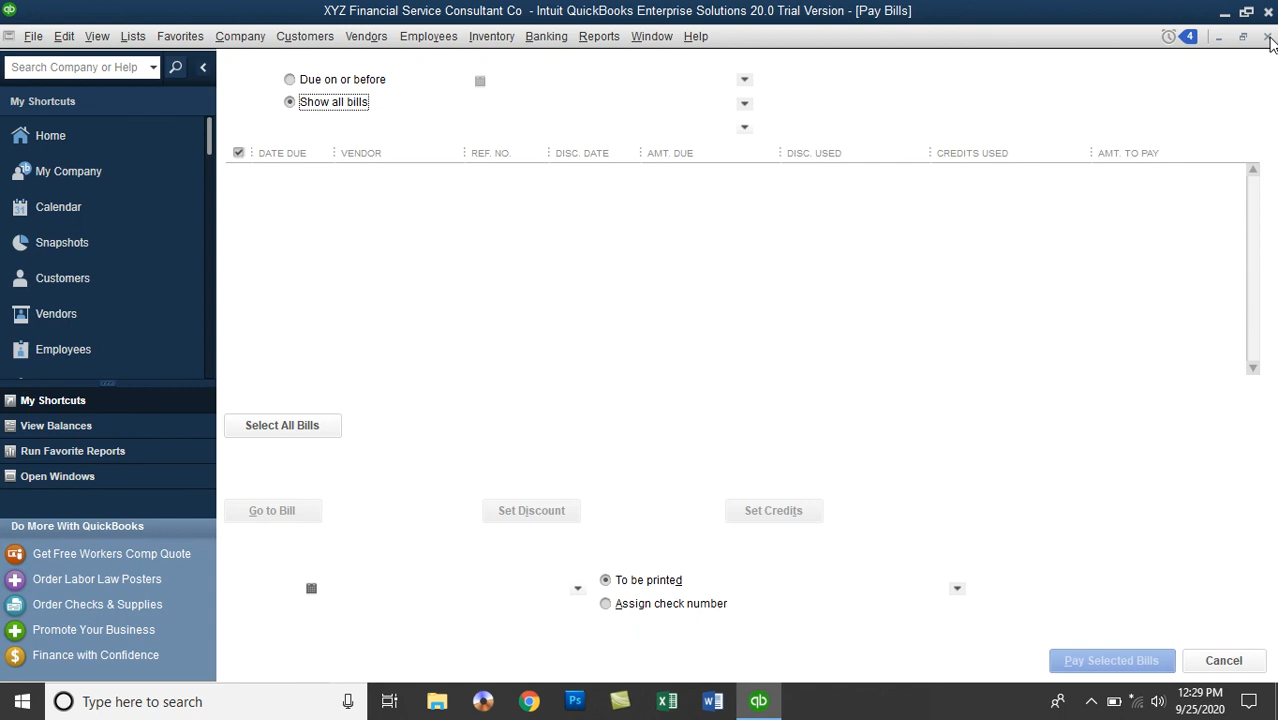 XYZ Financial Service Consultant Co - Intuit QuickBooks Enterprise Solutions 20.0 Trial Version - [Pay Bills]
File Edit View Lists Favorites Company Customers Vendors Employees Inventory Banking Reports Window Help 4
Search Company or Help
My Shortcuts
Home
My Company
Calendar
31
Snapshots
Customers
Vendors
Employees
My Shortcuts
View Balances
Run Favorite Reports
Open Windows
Do More With QuickBooks
Get Free Workers Comp Quote
Order Labor Law Posters
Order Checks & Supplies
Promote Your Business
Finance with Confidence
Due on or before
Show all bills
DATE DUE VENDOR REF. NO. DISC. DATE AMT. DUE DISC. USED CREDITS USED AMT. TO PAY
Select All Bills
Go to Bill Set Discount Set Credits
To be printed
Assign check number
Pay Selected Bills Cancel
Type here to search
Ps
qb
12:29 PM
9/25/2020